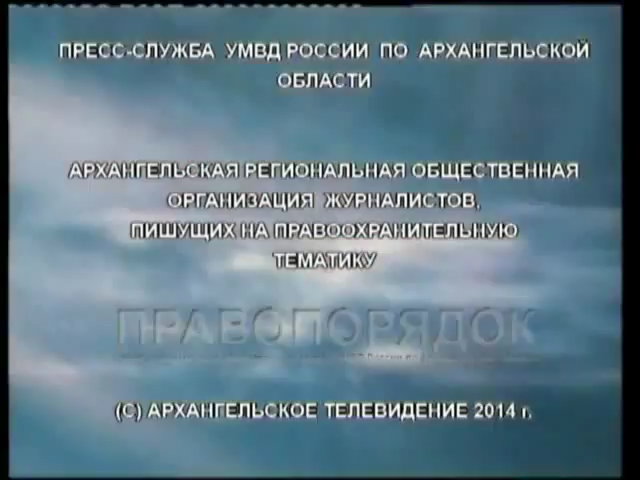 ПРЕСС-СЛУЖБА УМВД РОССИИ ПО АРХАНГЕЛЬСКОЙ
ОБЛАСТИ
АРХАНГЕЛЬСКАЯ РЕГИОНАЛЬНАЯ ОБЩЕСТВЕННАЯ
ОРГАНИЗАЦИЯ ЖУРНАЛИСТОВ,
ПИШУЩИХ НА ПРАВООХРАНИТЕЛЬНУЮ
ТЕМАТИКУ
ПРАВОПОРЯДОК
(С) АРХАНГЕЛЬСКОЕ ТЕЛЕВИДЕНИЕ 2014 г.